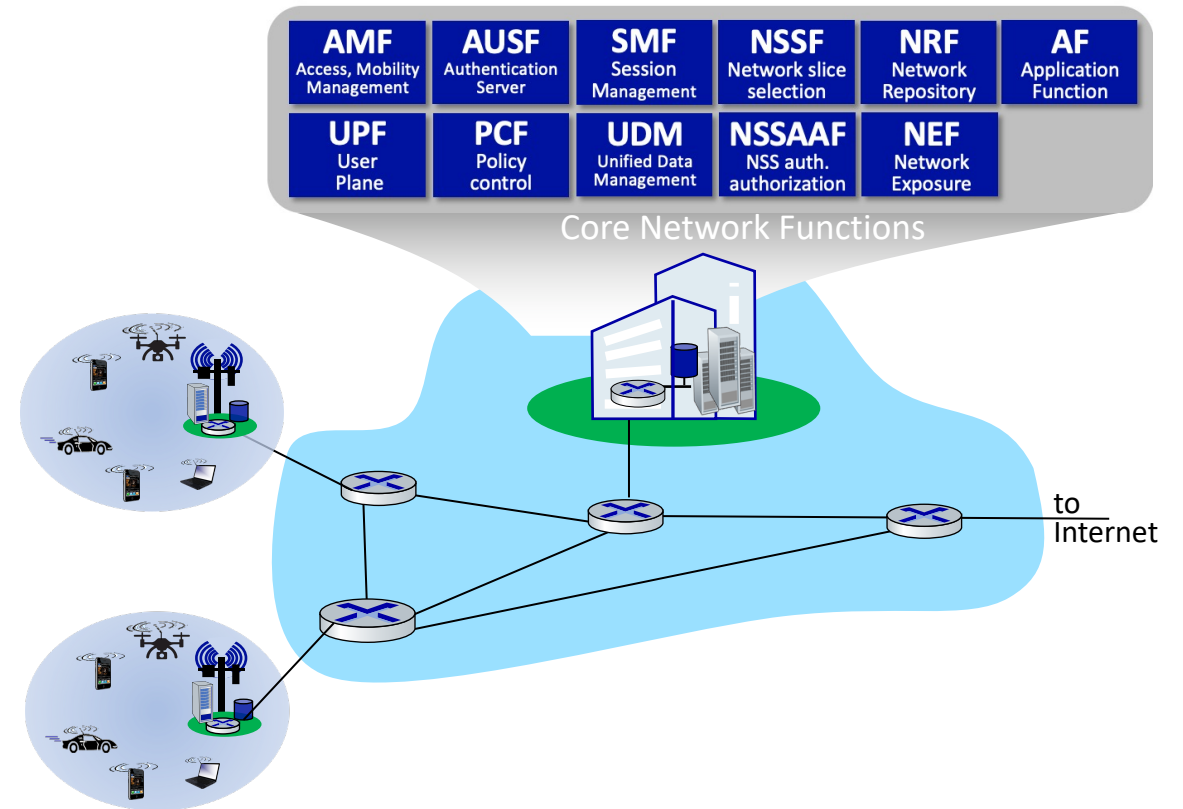 AMF
Access, Mobility
Management
AUSF
Authentication
Server
SMF
Session
Management
NSSF
Network slice
selection
NRF
Network
Repository
AF
Application
Function
UPF
User
Plane
PCF
Policy
control
UDM
Unified Data
Management
NSSAAF
NSS auth.
authorization
NEF
Network
Exposure
Core Network Functions
to
Internet